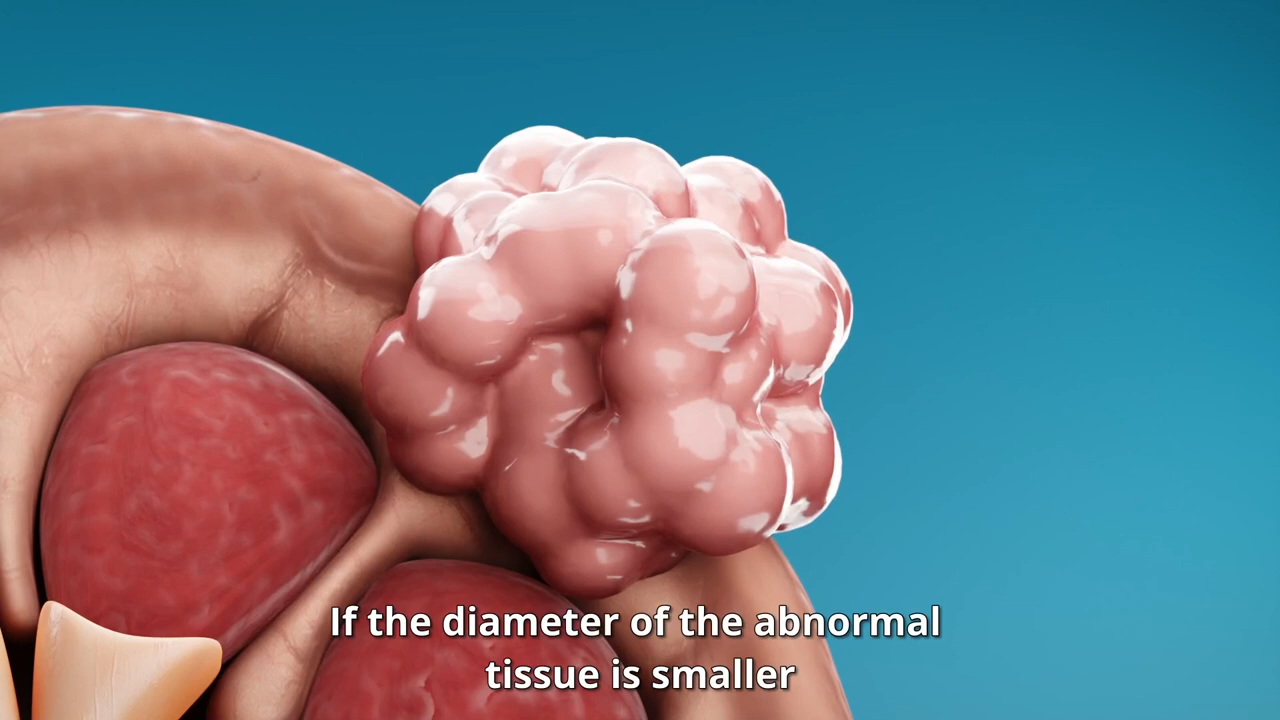 If the diameter of the abnormal
tissue is smaller